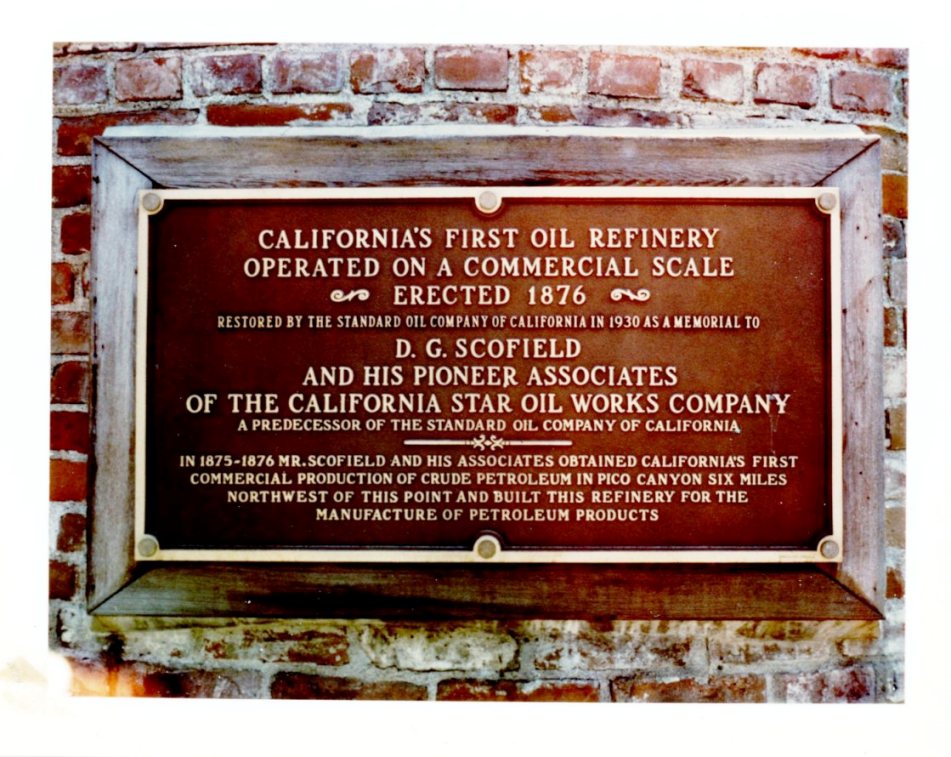 CALIFORNIA'S FIRST OIL REFINERY
OPERATED ON A COMMERCIAL SCALE
ERECTED 1876
RESTORED BY THE STANDARD OIL COMPANY OF CALIFORNIA IN 1930 AS A MEMORIAL TO
D. G. SCOFIELD
AND HIS PIONEER ASSOCIATES
OF THE CALIFORNIA STAR OIL WORKS COMPANY
A PREDECESSOR OF THE STANDARD OIL COMPANY OF CALIFORNIA
IN 1875-1876 MR. SCOFIELD AND HIS ASSOCIATES OBTAINED CALIFORNIA'S FIRST
COMMERCIAL PRODUCTION OF CRUDE PETROLEUM IN PICO CANYON SIX MILES
NORTHWEST OF THIS POINT AND BUILT THIS REFINERY FOR THE
MANUFACTURE OF PETROLEUM PRODUCTS